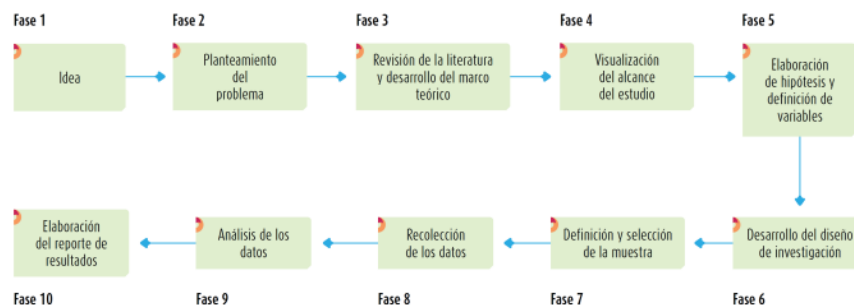 Fase 1
Idea
Fase 2
Planteamiento
del
problema
Fase 3
Revisión de la literatura
y desarrollo del marco
teórico
Fase 4
Visualización
del alcance
del estudio
Fase 5
Elaboración
de hipótesis y
definición de
variables
Desarrollo del diseño
de investigación
Fase 6
Definición y selección
de la muestra
Fase 7
Recolección
de los datos
Fase 8
Análisis de los
datos
Fase 9
Elaboración
del reporte de
resultados
Fase 10